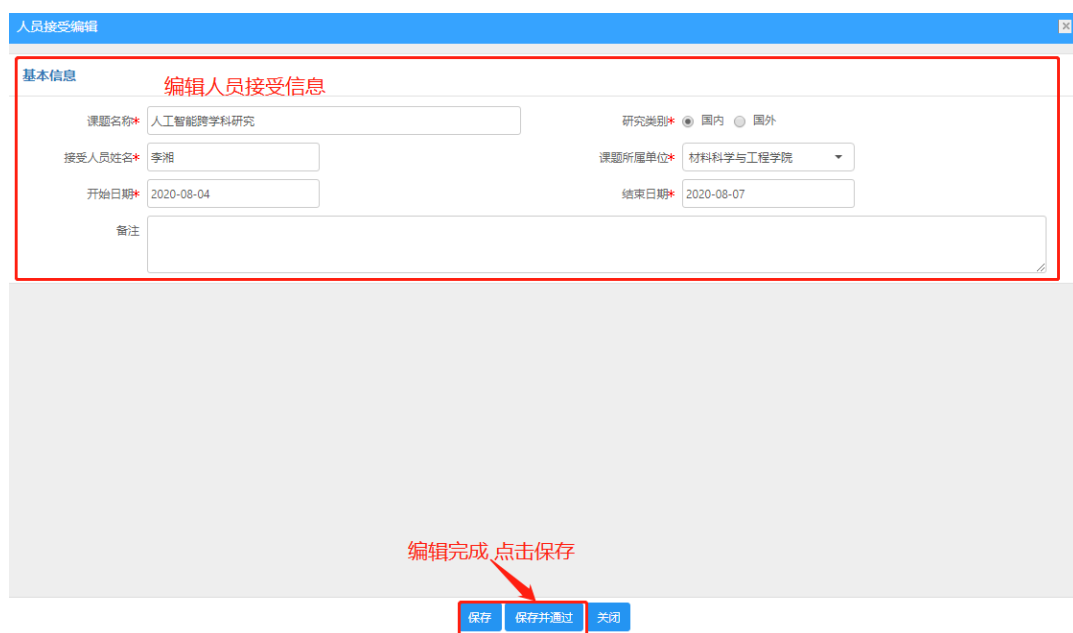 人员接受编辑
基本信息
编辑人员接受信息
课题名称* 人工智能跨学科研究 研究类别* 国内 国外
接受人员姓名* 李湘 课题所属单位* 材料科学与工程学院
开始日期* 2020-08-04 结束日期* 2020-08-07
备注
编辑完成 点击保存
保存 保存并通过 关闭